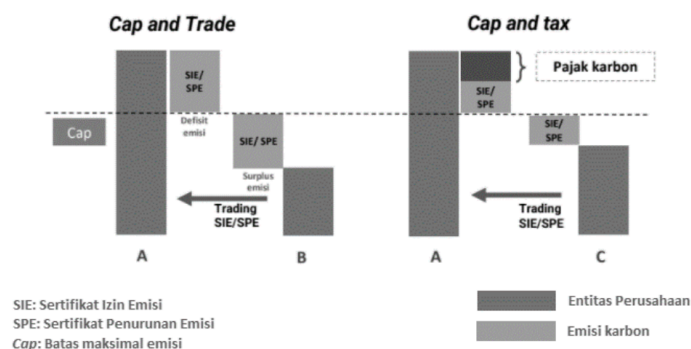 Cap and Trade
Cap and tax
SIE/
SPE
Pajak karbon
SIE/
SPE
Cap
Defisit
emisi
SIE/ SPE
SIE/
SPE
Surplus
emisi
Trading
SIE/SPE
Trading
SIE/SPE
A
B
A
C
SIE: Sertifikat Izin Emisi
SPE: Sertifikat Penurunan Emisi
Cap: Batas maksimal emisi
Entitas Perusahaan
Emisi karbon